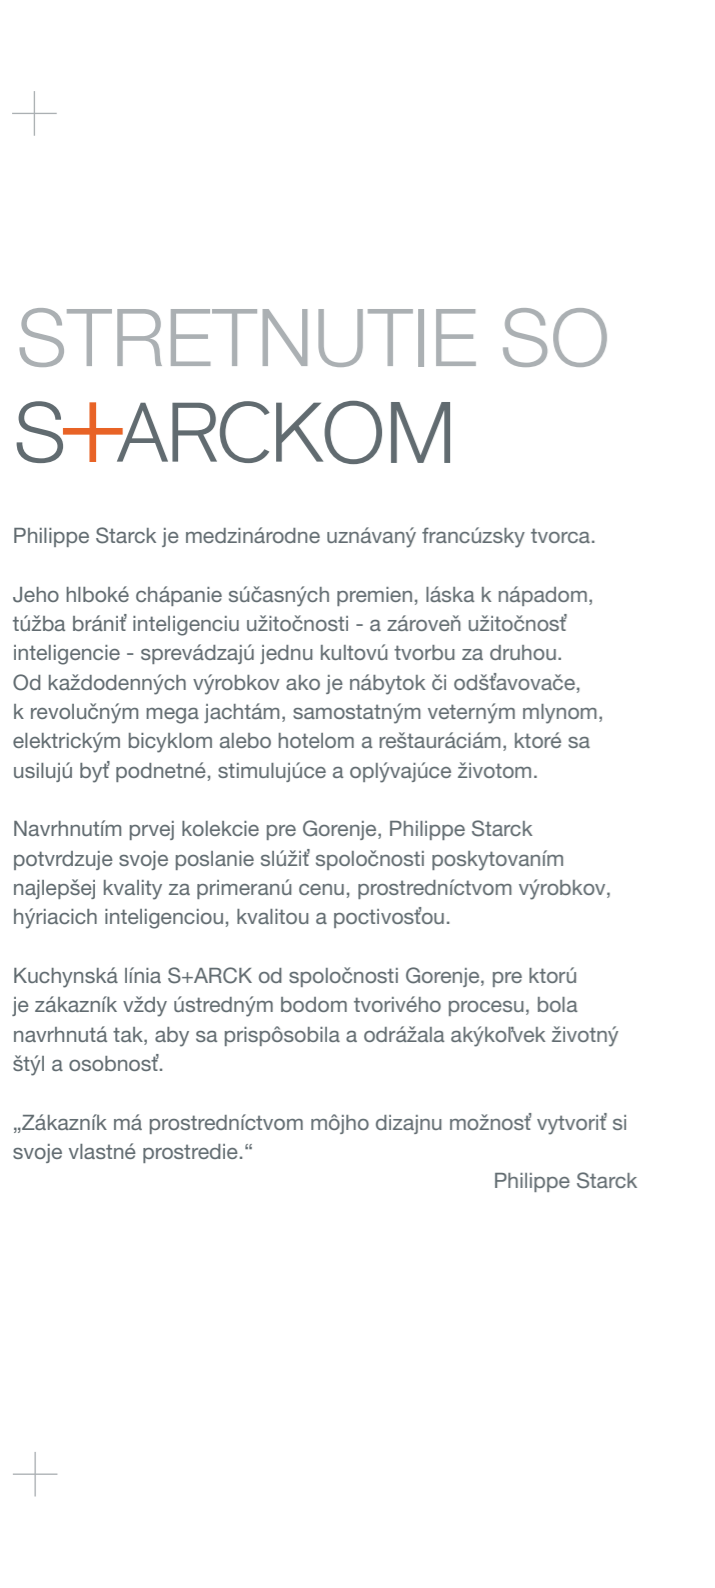 STRETNUTIE SO
S+ARCKOM
Philippe Starck je medzinárodne uznávaný francúzsky tvorca.
Jeho hlboké chápanie súčasných premien, láska k nápadom,
túžba brániť inteligenciu užitočnosti - a zároveň užitočnosť
inteligencie - sprevádzajú jednu kultovú tvorbu za druhou.
Od každodenných výrobkov ako je nábytok či odšťavovače,
k revolučným mega jachtám, samostatným veterným mlynom,
elektrickým bicyklom alebo hotelom a reštauráciám, ktoré sa
usilujú byť podnetné, stimulujúce a oplývajúce životom.
Navrhnutím prvej kolekcie pre Gorenje, Philippe Starck
potvrdzuje svoje poslanie slúžiť spoločnosti poskytovaním
najlepšej kvality za primeranú cenu, prostredníctvom výrobkov,
hýriacich inteligenciou, kvalitou a poctivosťou.
Kuchynská línia S+ARCK od spoločnosti Gorenje, pre ktorú
je zákazník vždy ústredným bodom tvorivého procesu, bola
navrhnutá tak, aby sa prispôsobila a odrážala akýkoľvek životný
štýl a osobnosť.
„Zákazník má prostredníctvom môjho dizajnu možnosť vytvoriť si
svoje vlastné prostredie.“
Philippe Starck